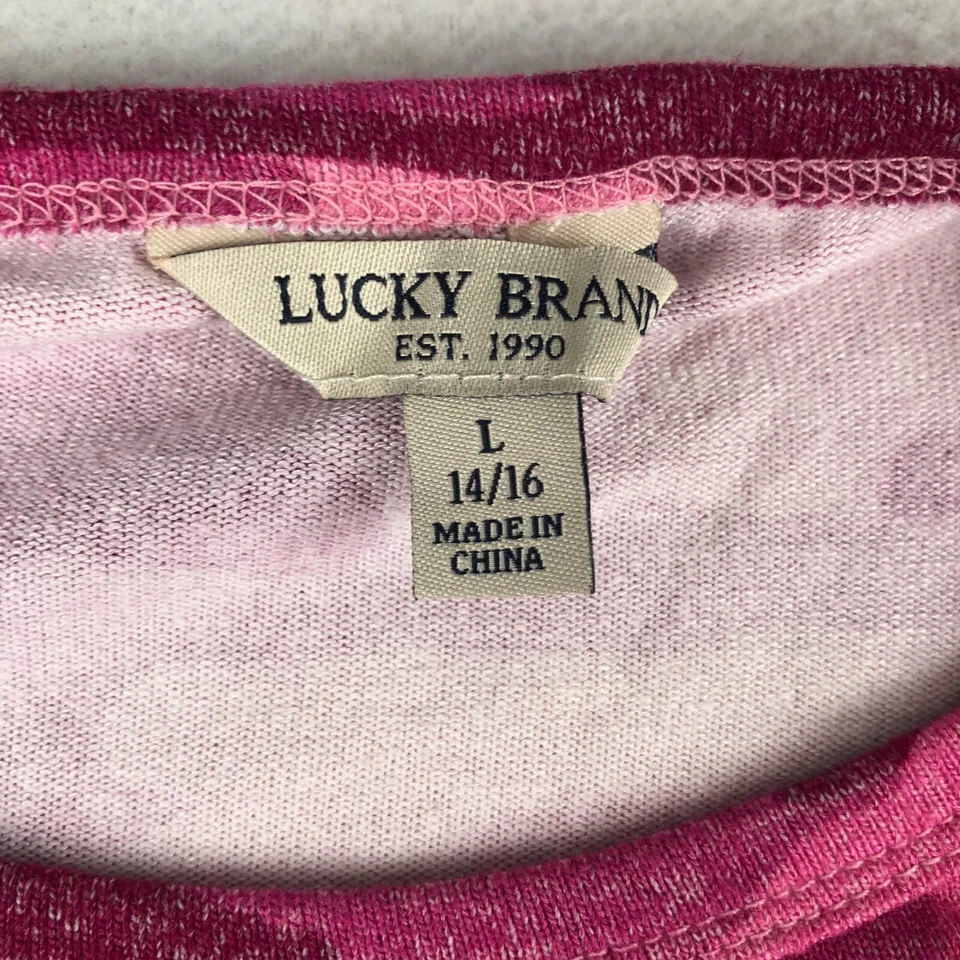 LUCKY BRAND
EST. 1990
L
14/16
MADE IN
CHINA